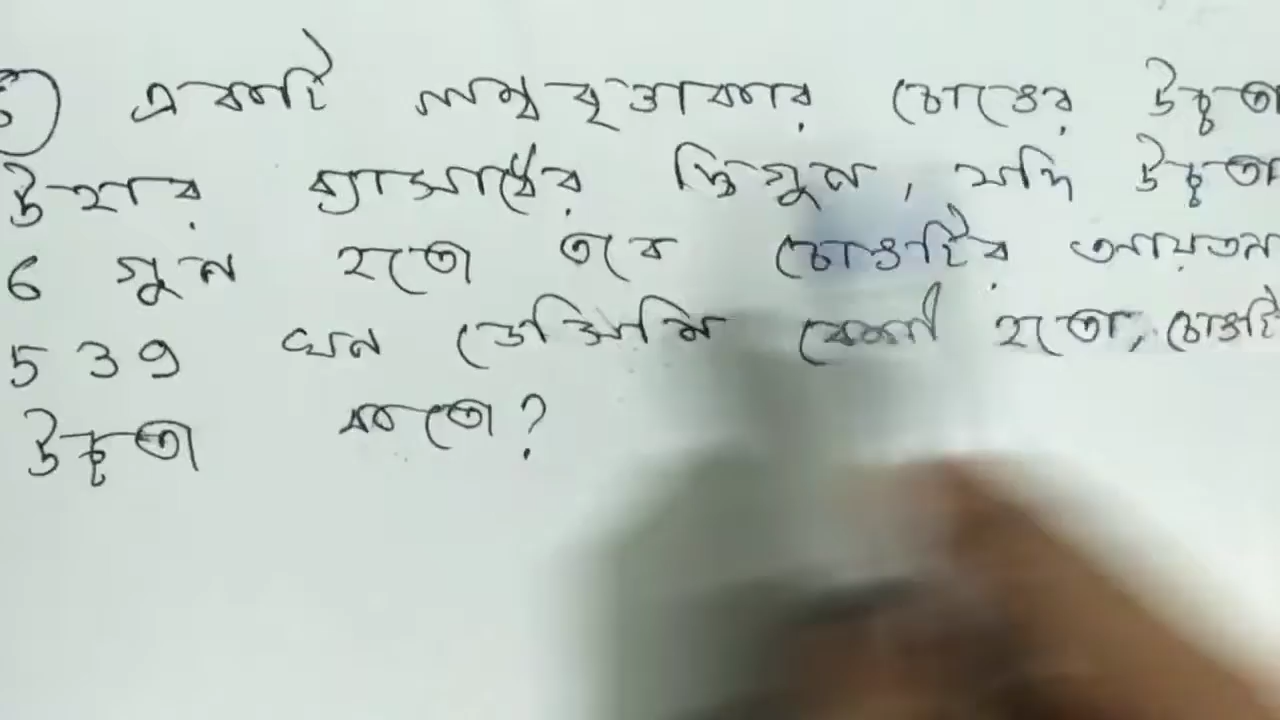 একটি লম্ব বৃত্তাকার চোঙের উচ্চতা
উহার ব্যাসার্ধের দ্বিগুন, যদি উচ্চতা
6 গুন হতো তবে চোঙটির আয়তন
539 ঘন ডেসিমি বেশী হতো, চোঙটি
উচ্চতা কতো?